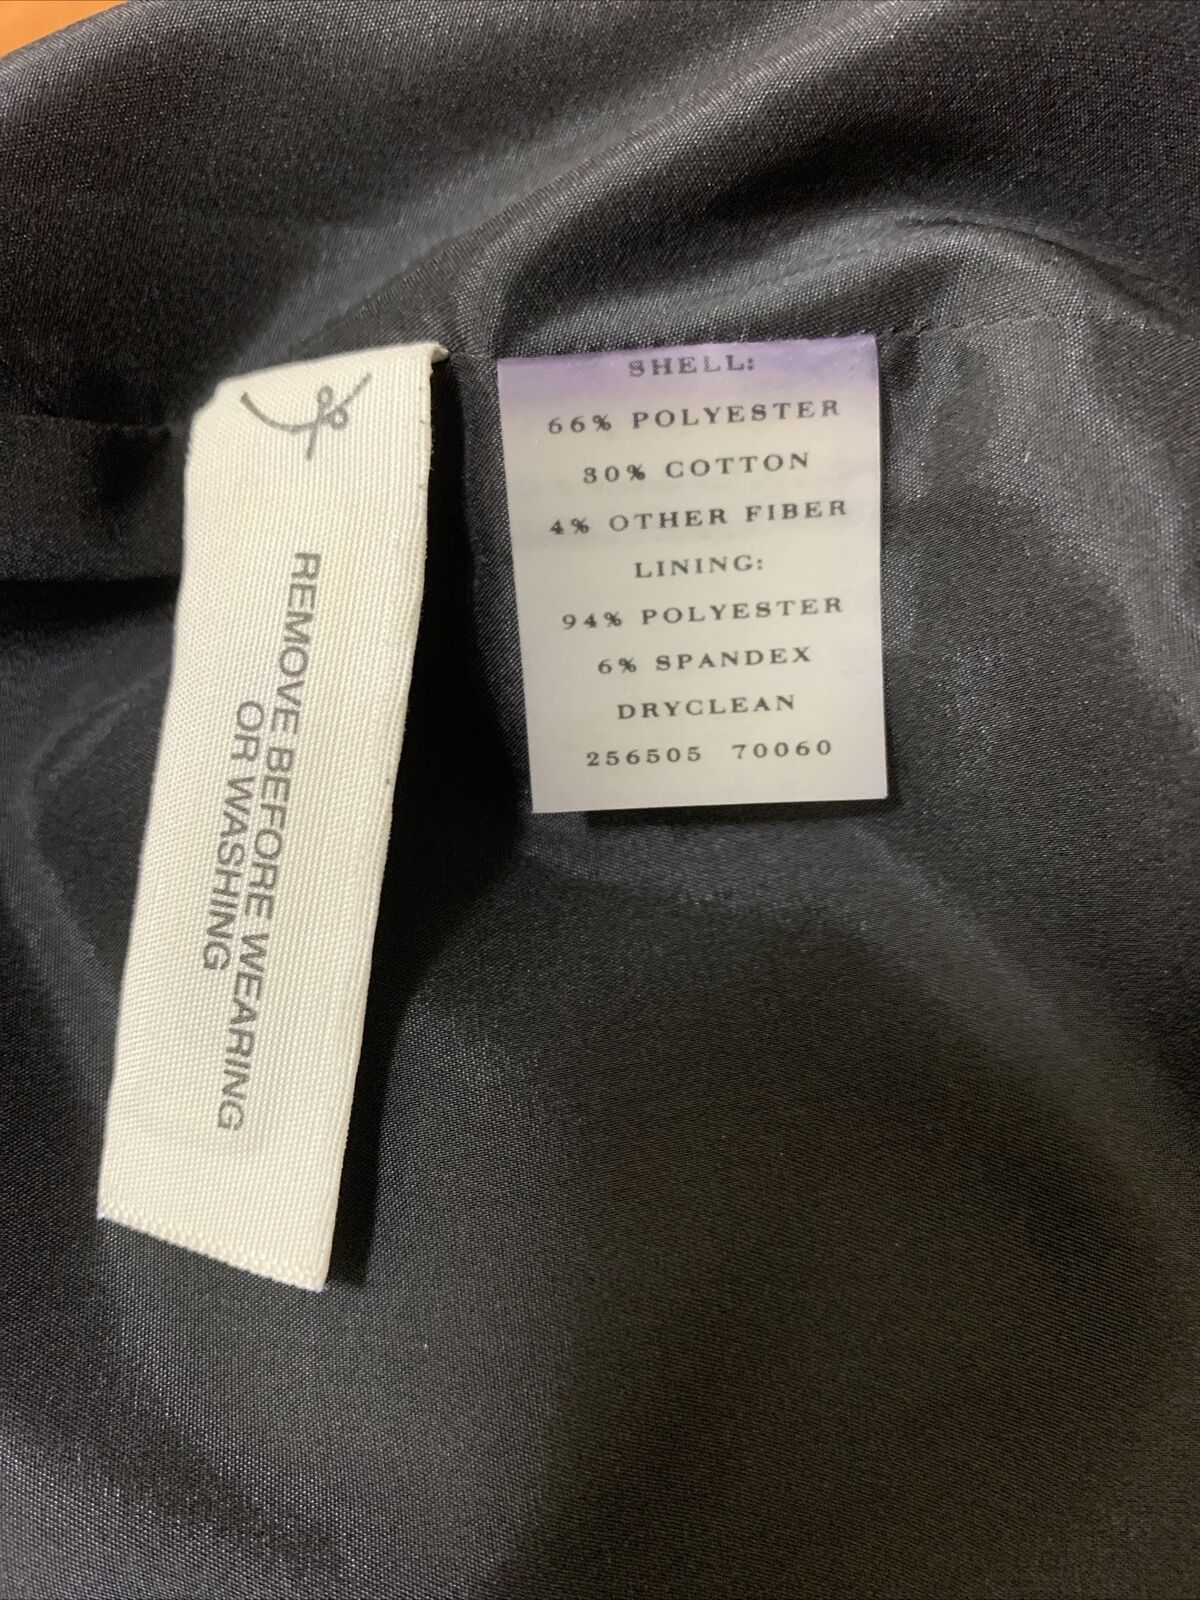 REMOVE BEFORE WEARING
OR WASHING
SHELL:
66% POLYESTER
30% COTTON
4% OTHER FIBER
LINING:
94% POLYESTER
6% SPANDEX
DRYCLEAN
256505 70060